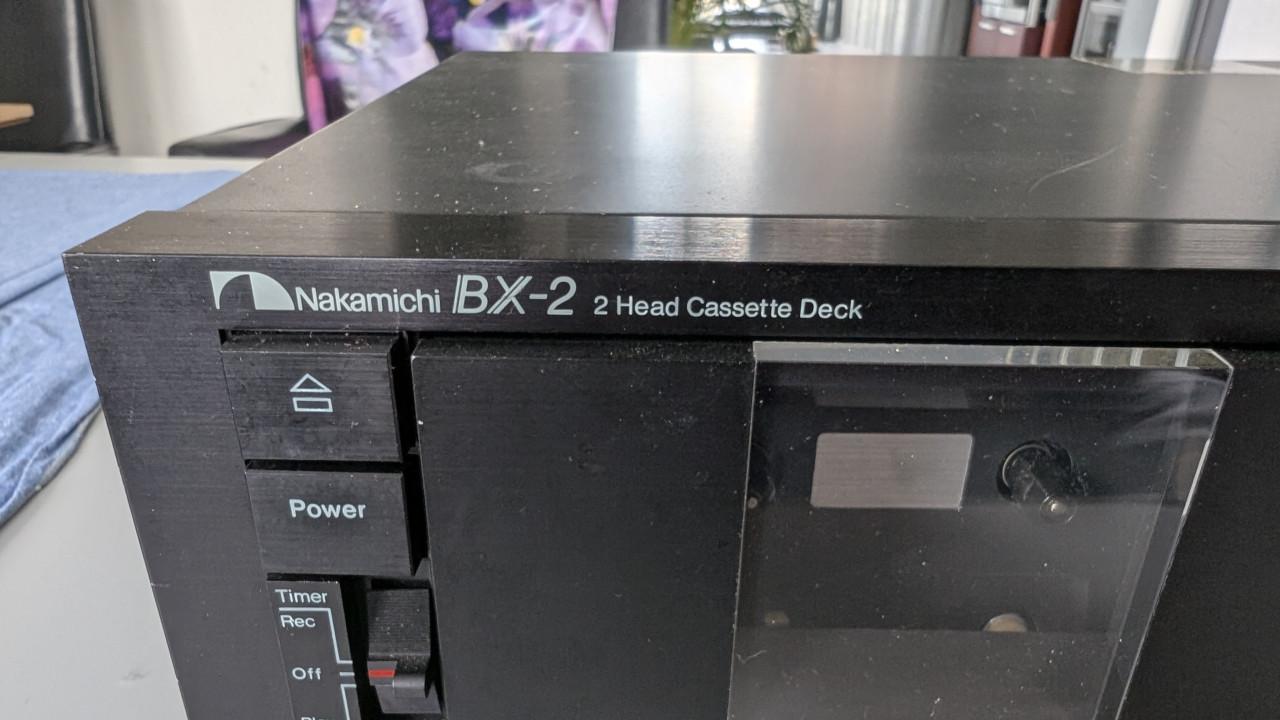 Nakamichi BX-2 2 Head Cassette Deck
Power
Timer
Rec
Off